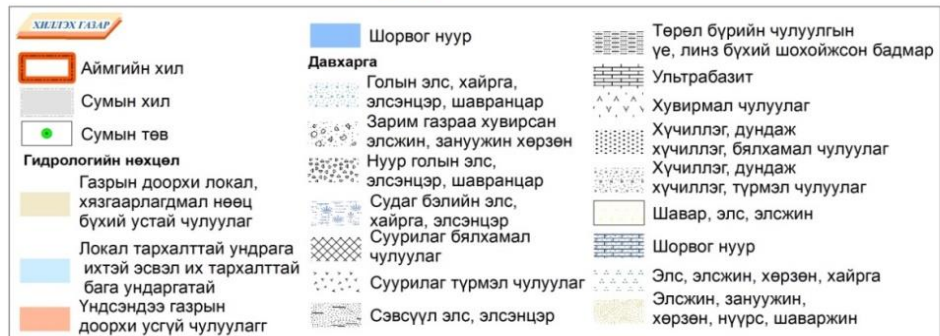 ХИЛЛЭХ ГАЗАР
Аймгийн хил
Сумын хил
Сумын төв
Гидрологийн нөхцөл
Газрын доорхи локал,
хязгаарлагдмал нөөц
бүхий устай чулуулаг
Локал тархалттай ундрага
ихтэй эсвэл их тархалттай
бага ундаргатай
Үндсэндээ газрын
доорхи усгүй чулуулагг
Шорвог нуур
Давхарга
Голын элс, хайрга,
элсэнцэр, шавранцар
Зарим газраа хувирсан
элсжин, зануужин хөрзөн
Нуур голын элс,
элсэнцэр, шавранцар
Судаг бэлийн элс,
хайрга, элсэнцэр
Суурилаг бялхамал
чулуулаг
Суурилаг түрмэл чулуулаг
Сэвсүүл элс, элсэнцэр
Төрөл бүрийн чулуулгын
үе, линз бүхий шохойжсон бадмар
Ультрабазит
Хувирмал чулуулаг
Хүчиллэг, дундаж
хүчиллэг, бялхамал чулуулаг
Хүчиллэг, дундаж
хүчиллэг, түрмэл чулуулаг
Шавар, элс, элсжин
Шорвог нуур
Элс, элсжин, хөрзөн, хайрга
Элсжин, зануужин,
хөрзөн, нүүрс, шаваржин